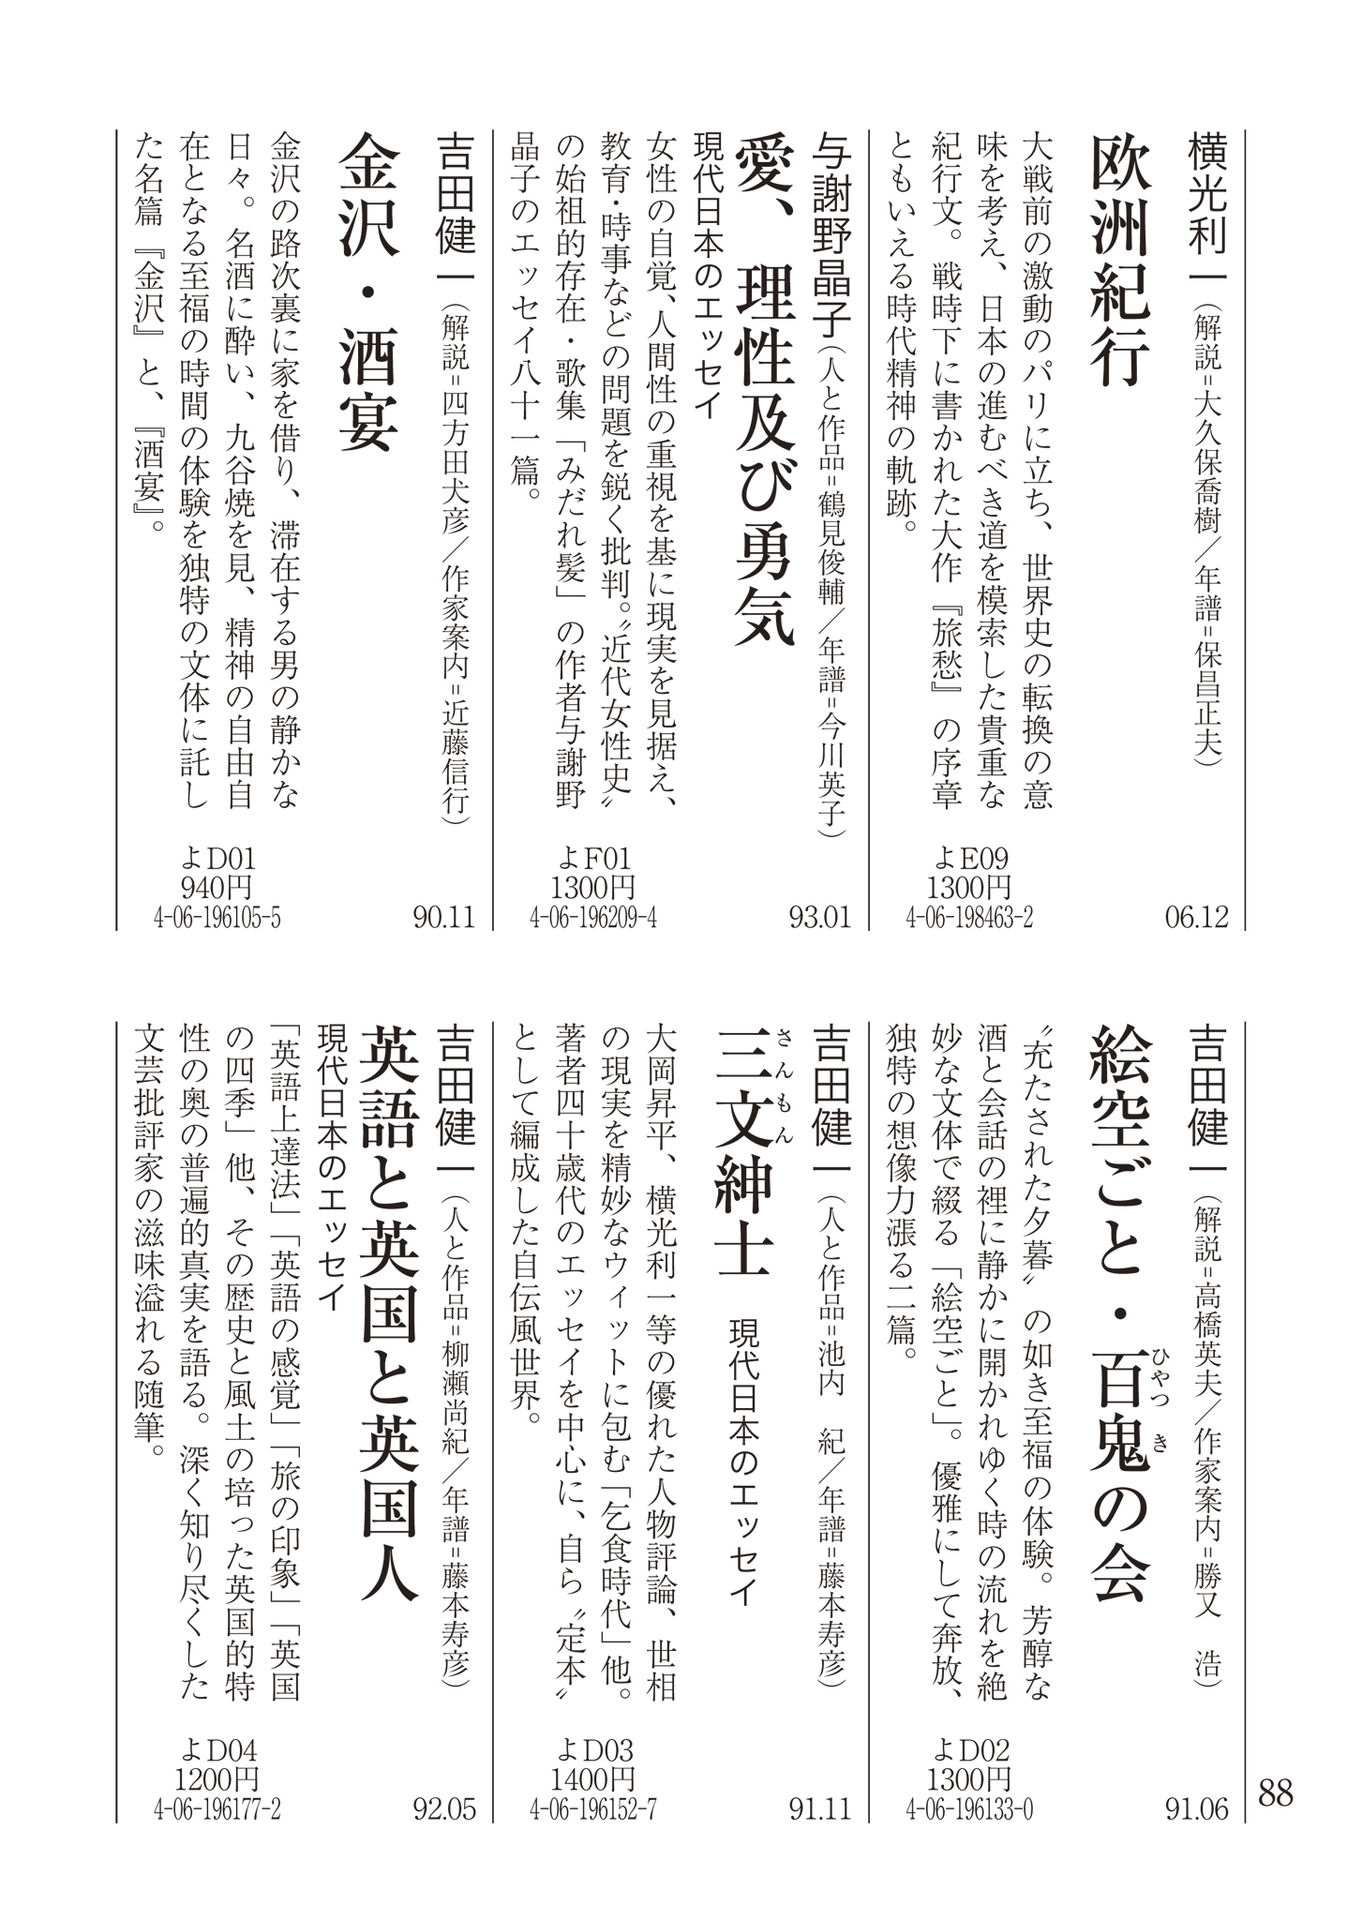 横光利一（解説=大久保喬樹／年譜=保昌正夫）
欧洲紀行
大戦前の激動のパリに立ち、世界史の転換の意
味を考え、日本の進むべき道を模索した貴重な
紀行文。戦時下に書かれた大作『旅愁』の序章
ともいえる時代精神の軌跡。
よE09
1300円
4-06-198463-2
06.12
与謝野晶子（人と作品=鶴見俊輔／年譜=今川英子）
愛、理性及び勇気
現代日本のエッセイ
女性の自覚、人間性の重視を基に現実を見据え、
教育・時事などの問題を鋭く批判。〝近代女性史〟
の始祖的存在・歌集「みだれ髪」の作者与謝野
晶子のエッセイ八十一篇。
よF01
1300円
4-06-196209-4
93.01
吉田健一（解説=四方田犬彦／作家案内=近藤信行）
金沢・酒宴
金沢の路次裏に家を借り、滞在する男の静かな
日々。名酒に酔い、九谷焼を見、精神の自由自
在となる至福の時間の体験を独特の文体に託し
た名篇『金沢』と、『酒宴』。
よD01
940円
4-06-196105-5
90.11
吉田健一（解説=高橋英夫／作家案内=勝又　浩）
絵空ごと・百鬼の会
ひやつき
〝充たされた夕暮〟の如き至福の体験。芳醇な
酒と会話の裡に静かに開かれゆく時の流れを絶
妙な文体で綴る「絵空ごと」。優雅にして奔放、
独特の想像力漲る二篇。
よD02
1300円
4-06-196133-0
91.06
吉田健一（人と作品=池内　紀／年譜=藤本寿彦）
三文紳士　現代日本のエッセイ
さんもん
大岡昇平、横光利一等の優れた人物評論、世相
の現実を精妙なウィットに包む「乞食時代」他。
著者四十歳代のエッセイを中心に、自ら〝定本〟
として編成した自伝風世界。
よD03
1400円
4-06-196152-7
91.11
吉田健一（人と作品=柳瀬尚紀／年譜=藤本寿彦）
英語と英国と英国人
現代日本のエッセイ
「英語上達法」「英語の感覚」「旅の印象」「英国
の四季」他、その歴史と風土の培った英国的特
性の奥の普遍的真実を語る。深く知り尽くした
文芸批評家の滋味溢れる随筆。
よD04
1200円
4-06-196177-2
92.05
88